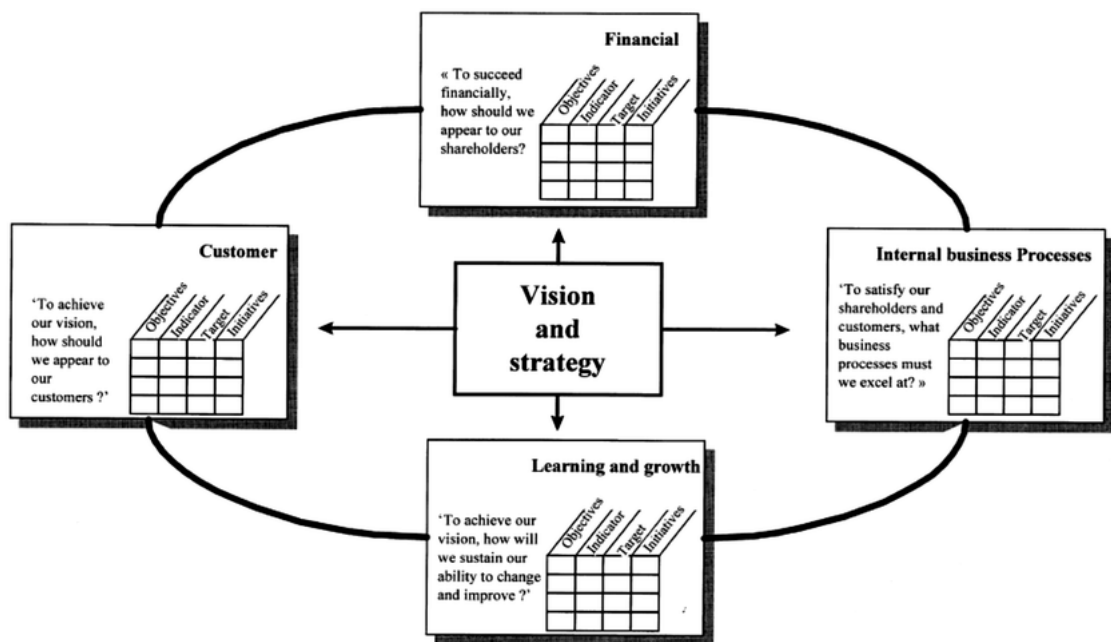 Financial
« To succeed
financially,
how should we
appear to our
shareholders?
Objectives
Indicator
Target
Initiatives
Customer
‘To achieve
our vision,
how should
we appear to
our
customers ?’
Objectives
Indicator
Target
Initiatives
Vision
and
strategy
Internal business Processes
‘To satisfy our
shareholders and
customers, what
business
processes must
we excel at? »
Objectives
Indicator
Target
Initiatives
Learning and growth
‘To achieve our
vision, how will
we sustain our
ability to change
and improve ?’
Objectives
Indicator
Target
Initiatives